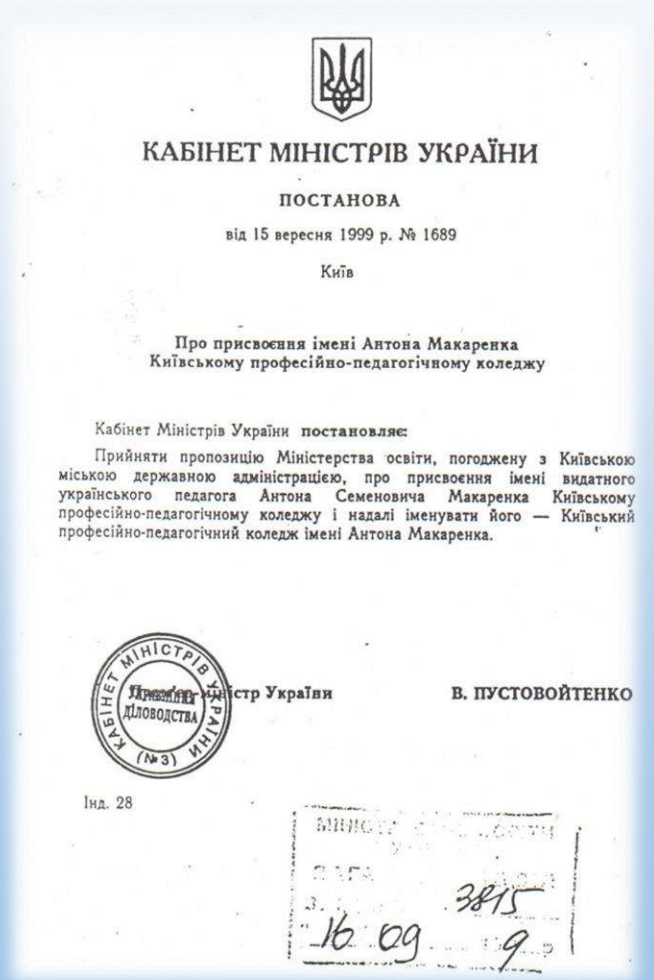 КАБІНЕТ МІНІСТРІВ УКРАЇНИ
ПОСТАНОВА
від 15 вересня 1999 р. № 1689
Київ
Про присвоєння імені Антона Макаренка
Київському професійно-педагогічному коледжу
Кабінет Міністрів України постановляє:
Прийняти пропозицію Міністерства освіти, погоджену з Київською
міською державною адміністрацією, про присвоєння імені видатного
українського педагога Антона Семеновича Макаренка Київському
професійно-педагогічному коледжу і надалі іменувати його — Київський
професійно-педагогічний коледж імені Антона Макаренка.
Прем'єр-міністр України
В. ПУСТОВОЙТЕНКО
КАБІНЕТ МІНІСТРІВ УКРАЇНИ
ДІЛОВОДСТВА
(№3)
Інд. 28
3815
16 09 9